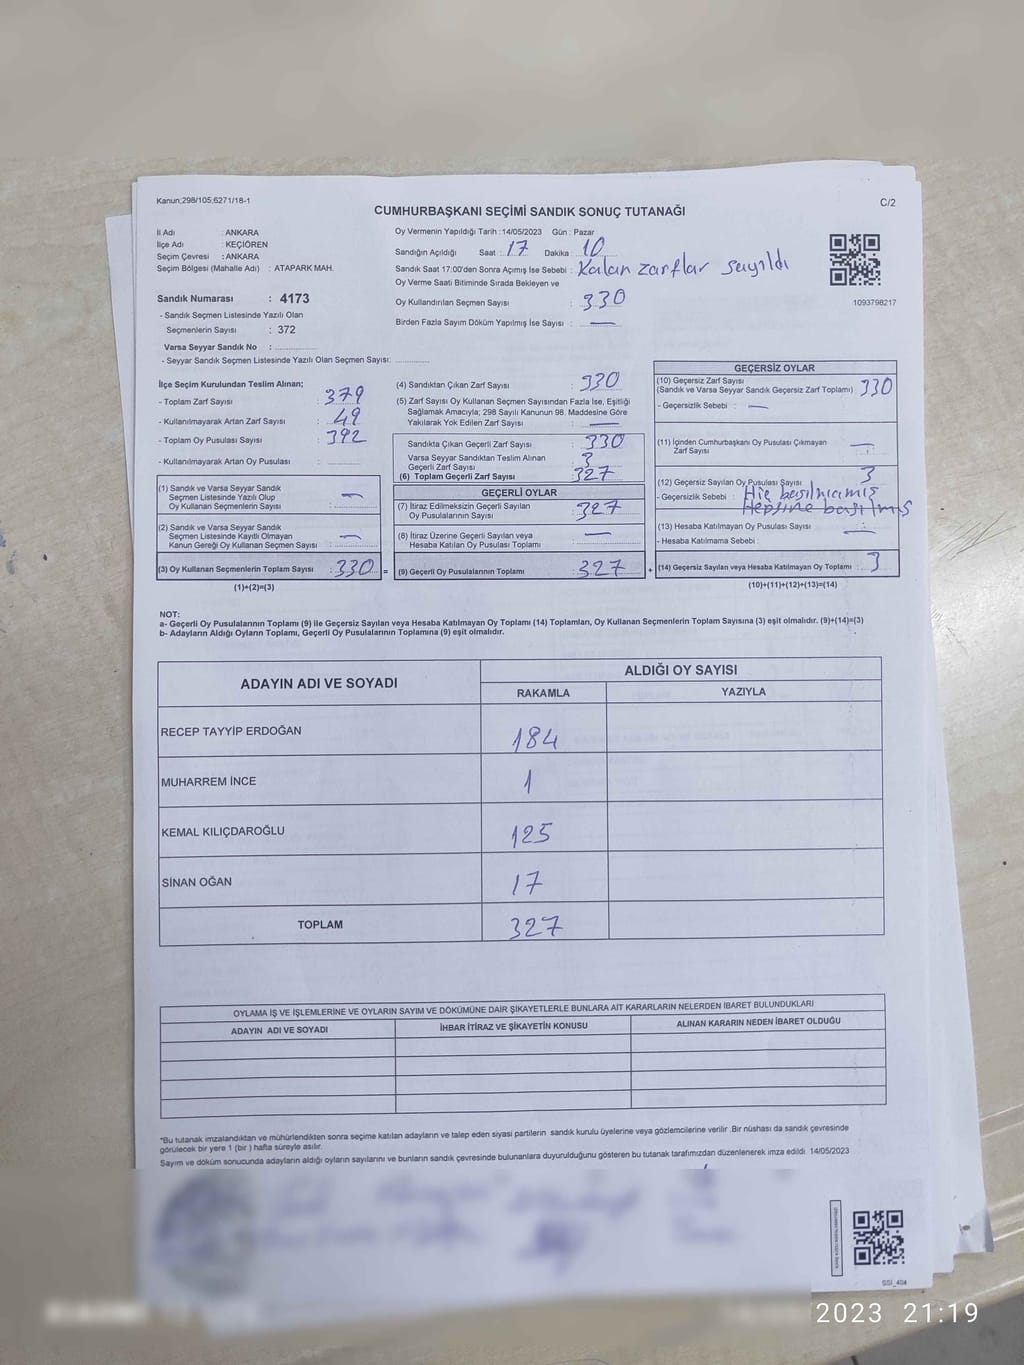 Kanun;298/105;6271/18-1
C/2
CUMHURBAŞKANI SEÇİMİ SANDIK SONUÇ TUTANAĞI
İli Adı : ANKARA
İlçe Adı : KEÇİÖREN
Seçim Çevresi : ANKARA
Seçim Bölgesi (Mahalle Adı) : ATAPARK MAH.
Sandık Numarası : 4173
- Sandık Seçmen Listesinde Yazılı Olan
Seçmenlerin Sayısı : 372
Varsa Seyyar Sandık No :
- Seyyar Sandık Seçmen Listesinde Yazılı Olan Seçmen Sayısı:
Oy Vermenin Yapıldığı Tarih :14/05/2023 Gün : Pazar
Sandığın Açıldığı Saat : 17 Dakika : 10
Sandık Saat 17:00'den Sonra Açımış İse Sebebi : Kalan zarflar sayıldı
Oy Verme Saati Bitiminde Sırada Bekleyen ve
Oy Kullandırılan Seçmen Sayısı : 330
Birden Fazla Sayım Döküm Yapılmış İse Sayısı : —
1093798217
İlçe Seçim Kurulundan Teslim Alınan;
- Toplam Zarf Sayısı : 379
- Kullanılmayarak Artan Zarf Sayısı : 49
- Toplam Oy Pusulası Sayısı : 392
- Kullanılmayarak Artan Oy Pusulası :
(1) Sandık ve Varsa Seyyar Sandık
Seçmen Listesinde Yazılı Olup
Oy Kullanan Seçmenlerin Sayısı : —
(2) Sandık ve Varsa Seyyar Sandık
Seçmen Listesinde Kayıtlı Olmayan
Kanun Gereği Oy Kullanan Seçmen Sayısı : —
(3) Oy Kullanan Seçmenlerin Toplam Sayısı : 330 =
(1)+(2)=(3)
(4) Sandıktan Çıkan Zarf Sayısı : 330
(5) Zarf Sayısı Oy Kullanan Seçmen Sayısından Fazla İse, Eşitliği
Sağlamak Amacıyla; 298 Sayılı Kanunun 98. Maddesine Göre
Yakılarak Yok Edilen Zarf Sayısı : —
Sandıkta Çıkan Geçerli Zarf Sayısı : 330
Varsa Seyyar Sandıktan Teslim Alınan
Geçerli Zarf Sayısı : 3
(6) Toplam Geçerli Zarf Sayısı : 327
GEÇERLİ OYLAR
(7) İtiraz Edilmeksizin Geçerli Sayılan
Oy Pusulalarının Sayısı : 327
(8) İtiraz Üzerine Geçerli Sayılan veya
Hesaba Katılan Oy Pusulası Toplamı : —
(9) Geçerli Oy Pusulalarının Toplamı : 327 +
GEÇERSİZ OYLAR
(10) Geçersiz Zarf Sayısı
(Sandık ve Varsa Seyyar Sandık Geçersiz Zarf Toplamı) : 330
- Geçersizlik Sebebi : —
(11) İçinden Cumhurbaşkanı Oy Pusulası Çıkmayan
Zarf Sayısı : —
(12) Geçersiz Sayılan Oy Pusulası Sayısı : 3
- Geçersizlik Sebebi : Hiç basılmamış
Hepsine basılmış
(13) Hesaba Katılmayan Oy Pusulası Sayısı : —
- Hesaba Katılmama Sebebi :
(14) Geçersiz Sayılan veya Hesaba Katılmayan Oy Toplamı : 3
(10)+(11)+(12)+(13)=(14)
NOT:
a- Geçerli Oy Pusulalarının Toplamı (9) ile Geçersiz Sayılan veya Hesaba Katılmayan Oy Toplamı (14) Toplamları, Oy Kullanan Seçmenlerin Toplam Sayısına (3) eşit olmalıdır. (9)+(14)=(3)
b- Adayların Aldığı Oyların Toplamı, Geçerli Oy Pusulalarının Toplamına (9) eşit olmalıdır.
ADAYIN ADI VE SOYADI
ALDIĞI OY SAYISI
RAKAMLA YAZIYLA
RECEP TAYYİP ERDOĞAN 184
MUHARREM İNCE 1
KEMAL KILIÇDAROĞLU 125
SİNAN OĞAN 17
TOPLAM 327
OYLAMA İŞ VE İŞLEMLERİNE VE OYLARIN SAYIM VE DÖKÜMÜNE DAİR ŞİKAYETLERLE BUNLARA AİT KARARLARIN NELERDEN İBARET BULUNDUKLARI
ADAYIN ADI VE SOYADI İHBAR İTİRAZ VE ŞİKAYETİN KONUSU ALINAN KARARIN NEDEN İBARET OLDUĞU
*Bu tutanak imzalandıktan ve mühürlendikten sonra seçime katılan adayların ve talep eden siyasi partilerin sandık kurulu üyelerine veya gözlemcilerine verilir .Bir nüshası da sandık çevresinde
görülecek bir yere 1 (bir ) hafta süreyle asılır.
Sayım ve döküm sonucunda adayların aldığı oyların sayılarını ve bunların sandık çevresinde bulunanlara duyurulduğunu gösteren bu tutanak tarafımızdan düzenlenerek imza edildi. 14/05/2023
SSI_404
2023 21:19